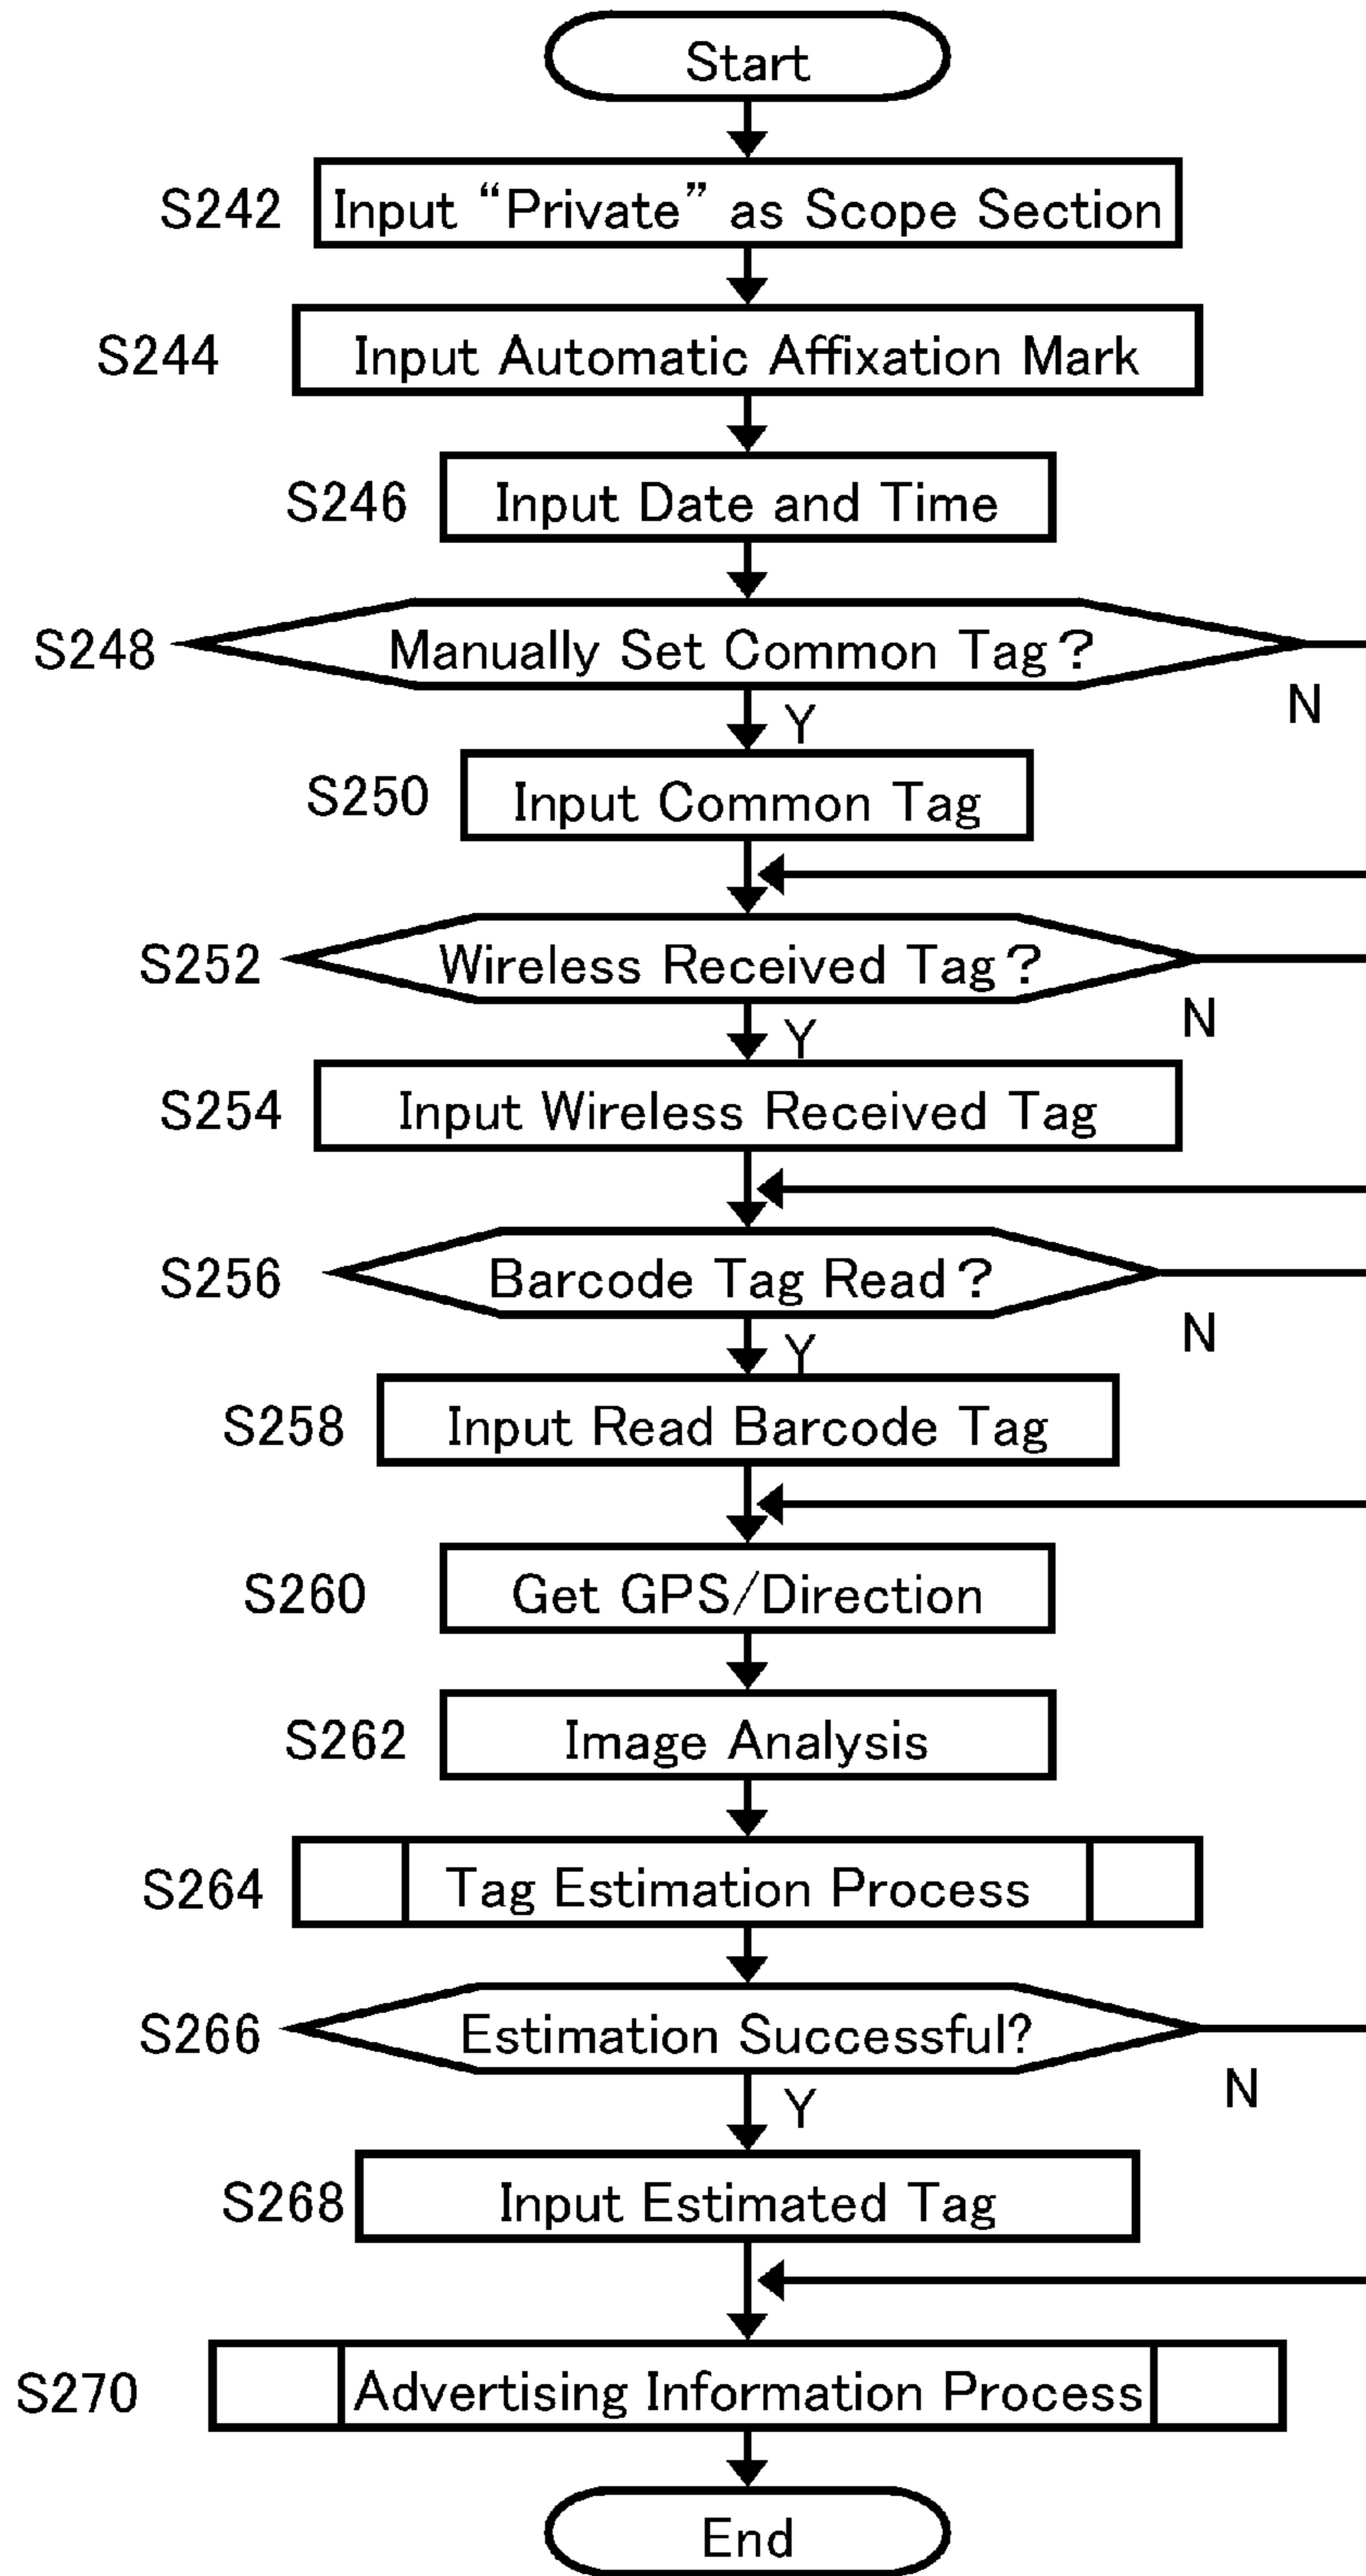 Start
S242 Input “Private” as Scope Section
S244 Input Automatic Affixation Mark
S246 Input Date and Time
S248 Manually Set Common Tag?
N
Y
S250 Input Common Tag
S252 Wireless Received Tag?
N
Y
S254 Input Wireless Received Tag
S256 Barcode Tag Read?
N
Y
S258 Input Read Barcode Tag
S260 Get GPS/Direction
S262 Image Analysis
S264 Tag Estimation Process
S266 Estimation Successful?
N
Y
S268 Input Estimated Tag
S270 Advertising Information Process
End